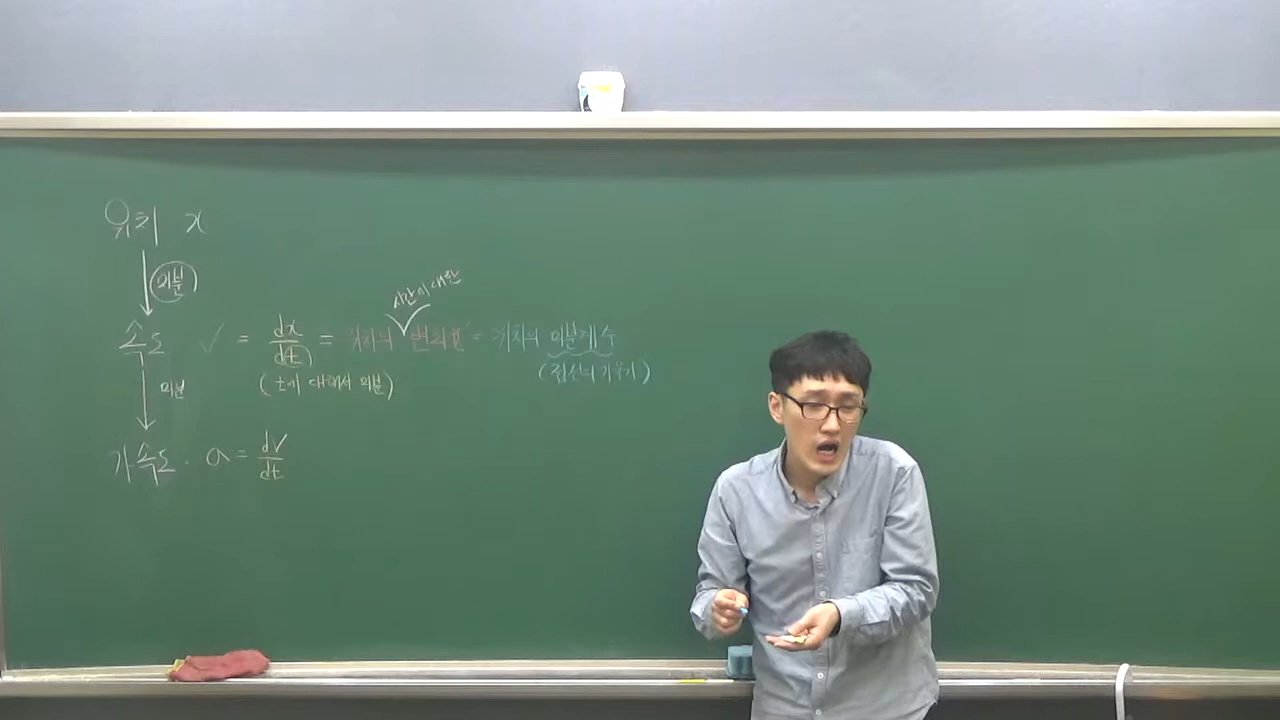 위치 x
미분
시간에 대한
속도 v = dx/dt = 위치의 변화율 = 위치의 미분계수
(t에 대해서 미분)
(접선의 기울기)
미분
가속도. a = dv/dt